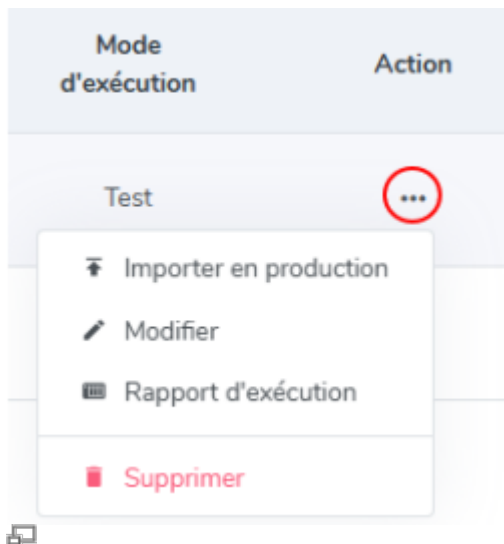 Mode
d'exécution
Action
Test
Importer en production
Modifier
Rapport d'exécution
Supprimer